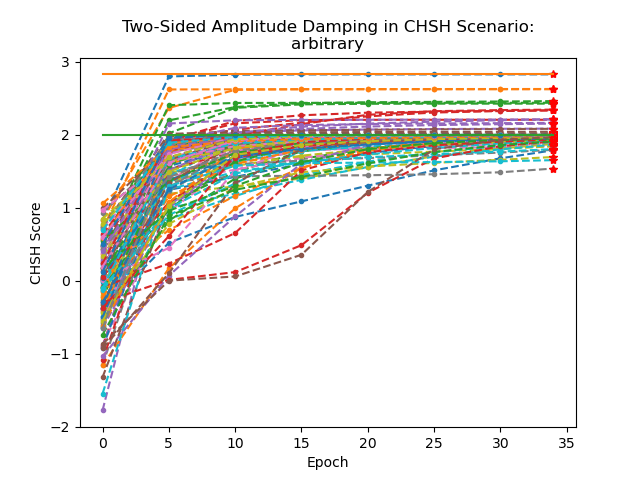 Two-Sided Amplitude Damping in CHSH Scenario:
arbitrary
CHSH Score
3
2
1
0
−1
−2
0 5 10 15 20 25 30 35
Epoch